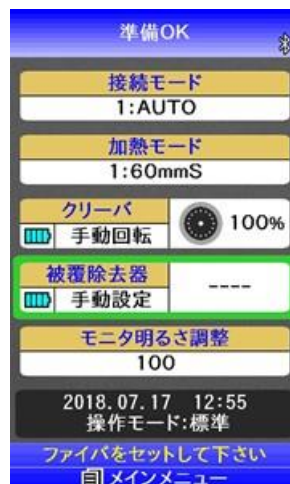 準備OK
接続モード
1:AUTO
加熱モード
1:60mmS
クリーバ
手動回転
100%
被覆除去器
手動設定
----
モニタ明るさ調整
100
2018.07.17 12:55
操作モード:標準
ファイバをセットして下さい
メインメニュー